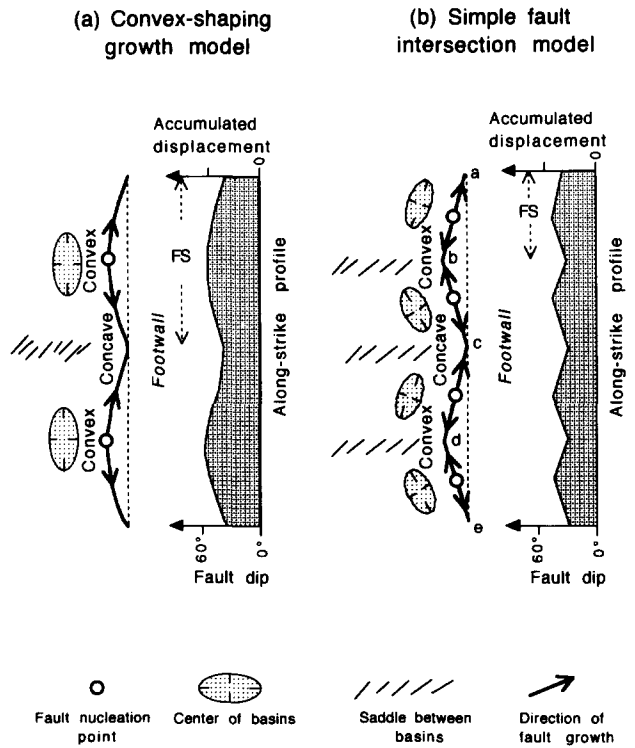 (a) Convex-shaping
growth model
Accumulated
displacement
0
Convex
Concave
Convex
FS
Footwall
Along-strike profile
60°
0°
Fault dip
(b) Simple fault
intersection model
Accumulated
displacement
0
a
b
c
d
e
Convex
Concave
Convex
FS
Footwall
Along-strike profile
60°
0°
Fault dip
Fault nucleation
point
Center of basins
Saddle between
basins
Direction of
fault growth